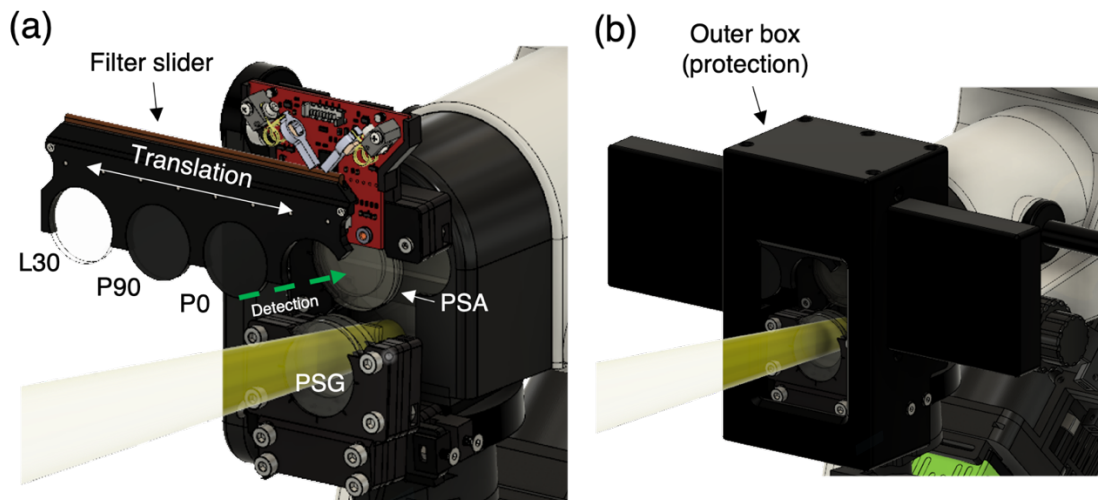 (a)
Filter slider
Translation
L30
P90
P0
Detection
PSA
PSG
(b)
Outer box
(protection)